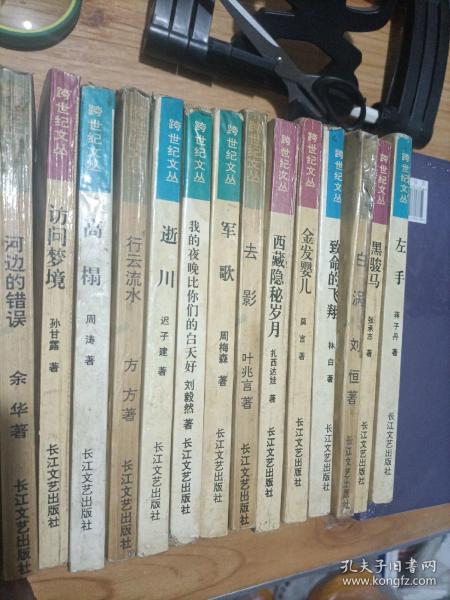 河边的错误
余华著
长江文艺出版社
跨世纪文丛
访问梦境
孙甘露 著
长江文艺出版社
跨世纪文丛
高榻
周涛 著
长江文艺出版社
行云流水
方方著
长江文艺出版社
跨世纪文丛
逝川
迟子建 著
长江文艺出版社
跨世纪文丛
我的夜晚比你们的白天好
刘毅然 著
长江文艺出版社
跨世纪文丛
军歌
周梅森 著
长江文艺出版社
跨世纪文丛
去影
叶兆言著
长江文艺出版社
跨世纪文丛
西藏隐秘岁月
扎西达娃 著
长江文艺出版社
跨世纪文丛
金发婴儿
莫言 著
长江文艺出版社
跨世纪文丛
致命的飞翔
林白 著
长江文艺出版社
白涡
刘恒著
长江文艺出版社
跨世纪文丛
黑骏马
张承志 著
长江文艺出版社
跨世纪文丛
左手
蒋子丹 著
长江文艺出版社
孔夫子旧书网
www.kongfz.com